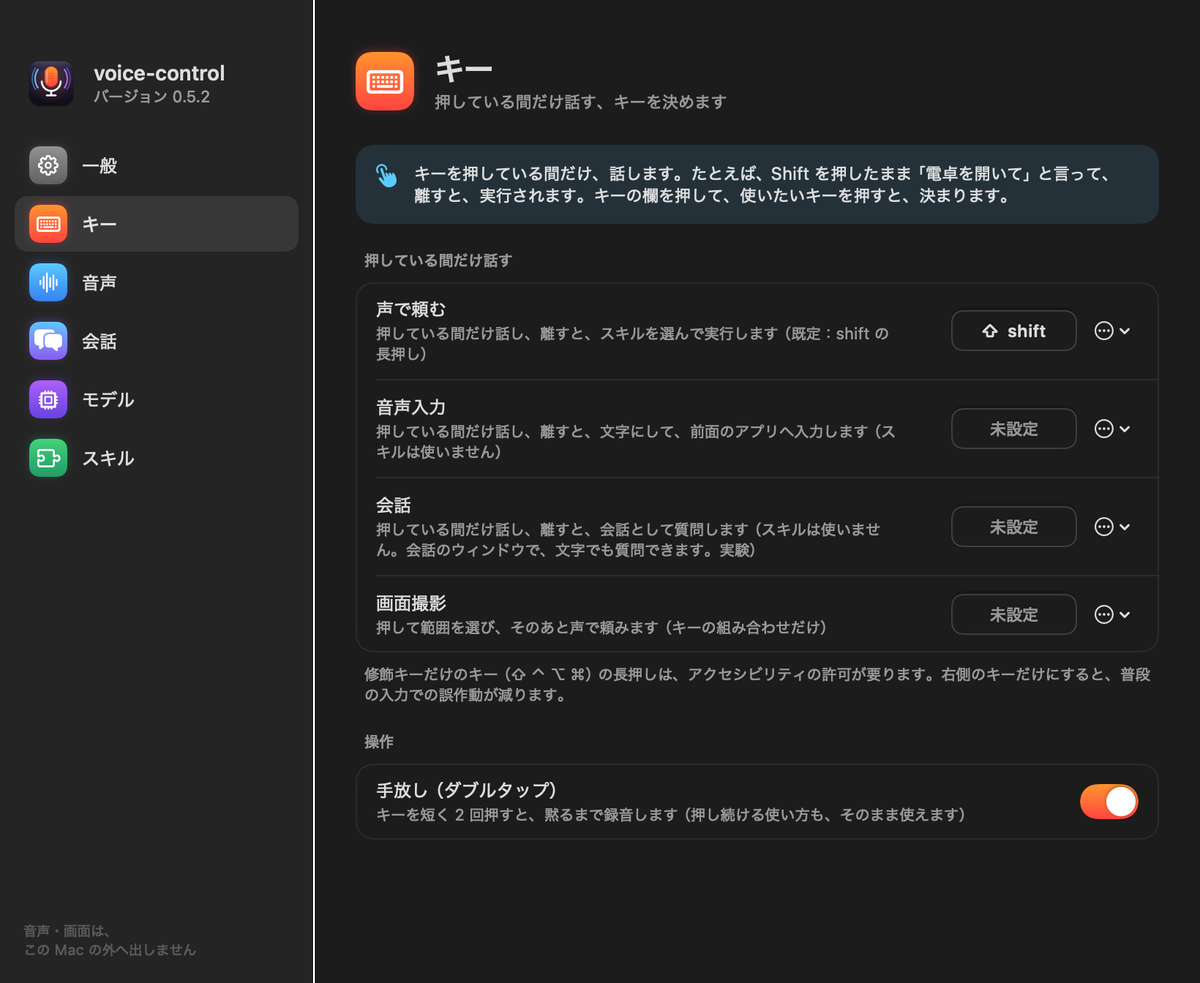 voice-control
バージョン 0.5.2
一般
キー
音声
会話
モデル
スキル
音声・画面は、
この Mac の外へ出しません
キー
押している間だけ話す、キーを決めます
キーを押している間だけ、話します。たとえば、Shift を押したまま「電卓を開いて」と言って、
離すと、実行されます。キーの欄を押して、使いたいキーを押すと、決まります。
押している間だけ話す
声で頼む
押している間だけ話し、離すと、スキルを選んで実行します（既定：shift の
長押し）
⇧ shift
音声入力
押している間だけ話し、離すと、文字にして、前面のアプリへ入力します（ス
キルは使いません）
未設定
会話
押している間だけ話し、離すと、会話として質問します（スキルは使いませ
ん。会話のウィンドウで、文字でも質問できます。実験）
未設定
画面撮影
押して範囲を選び、そのあと声で頼みます（キーの組み合わせだけ）
未設定
修飾キーだけのキー（⇧ ⌃ ⌥ ⌘）の長押しは、アクセシビリティの許可が要ります。右側のキーだけにすると、普段
の入力での誤作動が減ります。
操作
手放し（ダブルタップ）
キーを短く 2 回押すと、黙るまで録音します（押し続ける使い方も、そのまま使えます）